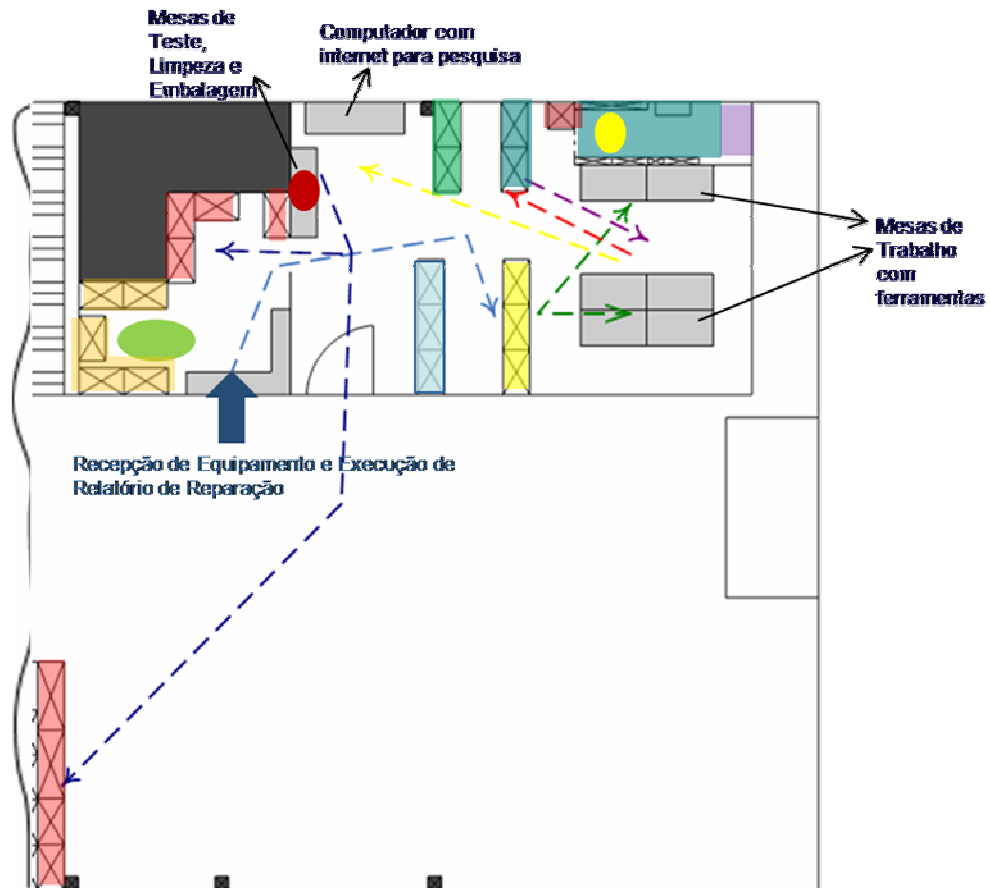 Mesas de
Teste,
Limpeza e
Embalagem
Computador com
internet para pesquisa
Mesas de
Trabalho
com
ferramentas
Recepção de Equipamento e Execução de
Relatório de Reparação